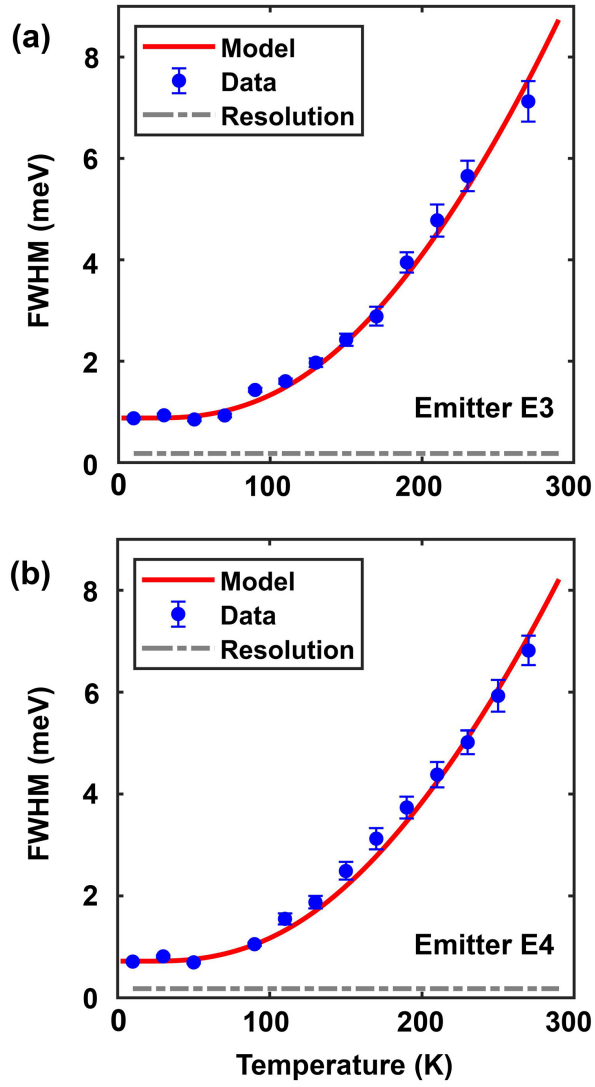 (a)
Model
Data
Resolution
FWHM (meV)
8
6
4
2
0
Emitter E3
0 100 200 300
(b)
Model
Data
Resolution
FWHM (meV)
8
6
4
2
0
Emitter E4
0 100 200 300
Temperature (K)